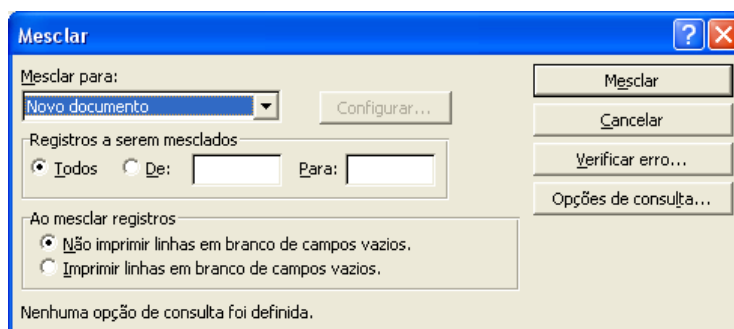 Mesclar
Mesclar para:
Novo documento
Configurar...
Registros a serem mesclados
Todos De: Para:
Ao mesclar registros
Não imprimir linhas em branco de campos vazios.
Imprimir linhas em branco de campos vazios.
Nenhuma opção de consulta foi definida.
Mesclar
Cancelar
Verificar erro...
Opções de consulta...